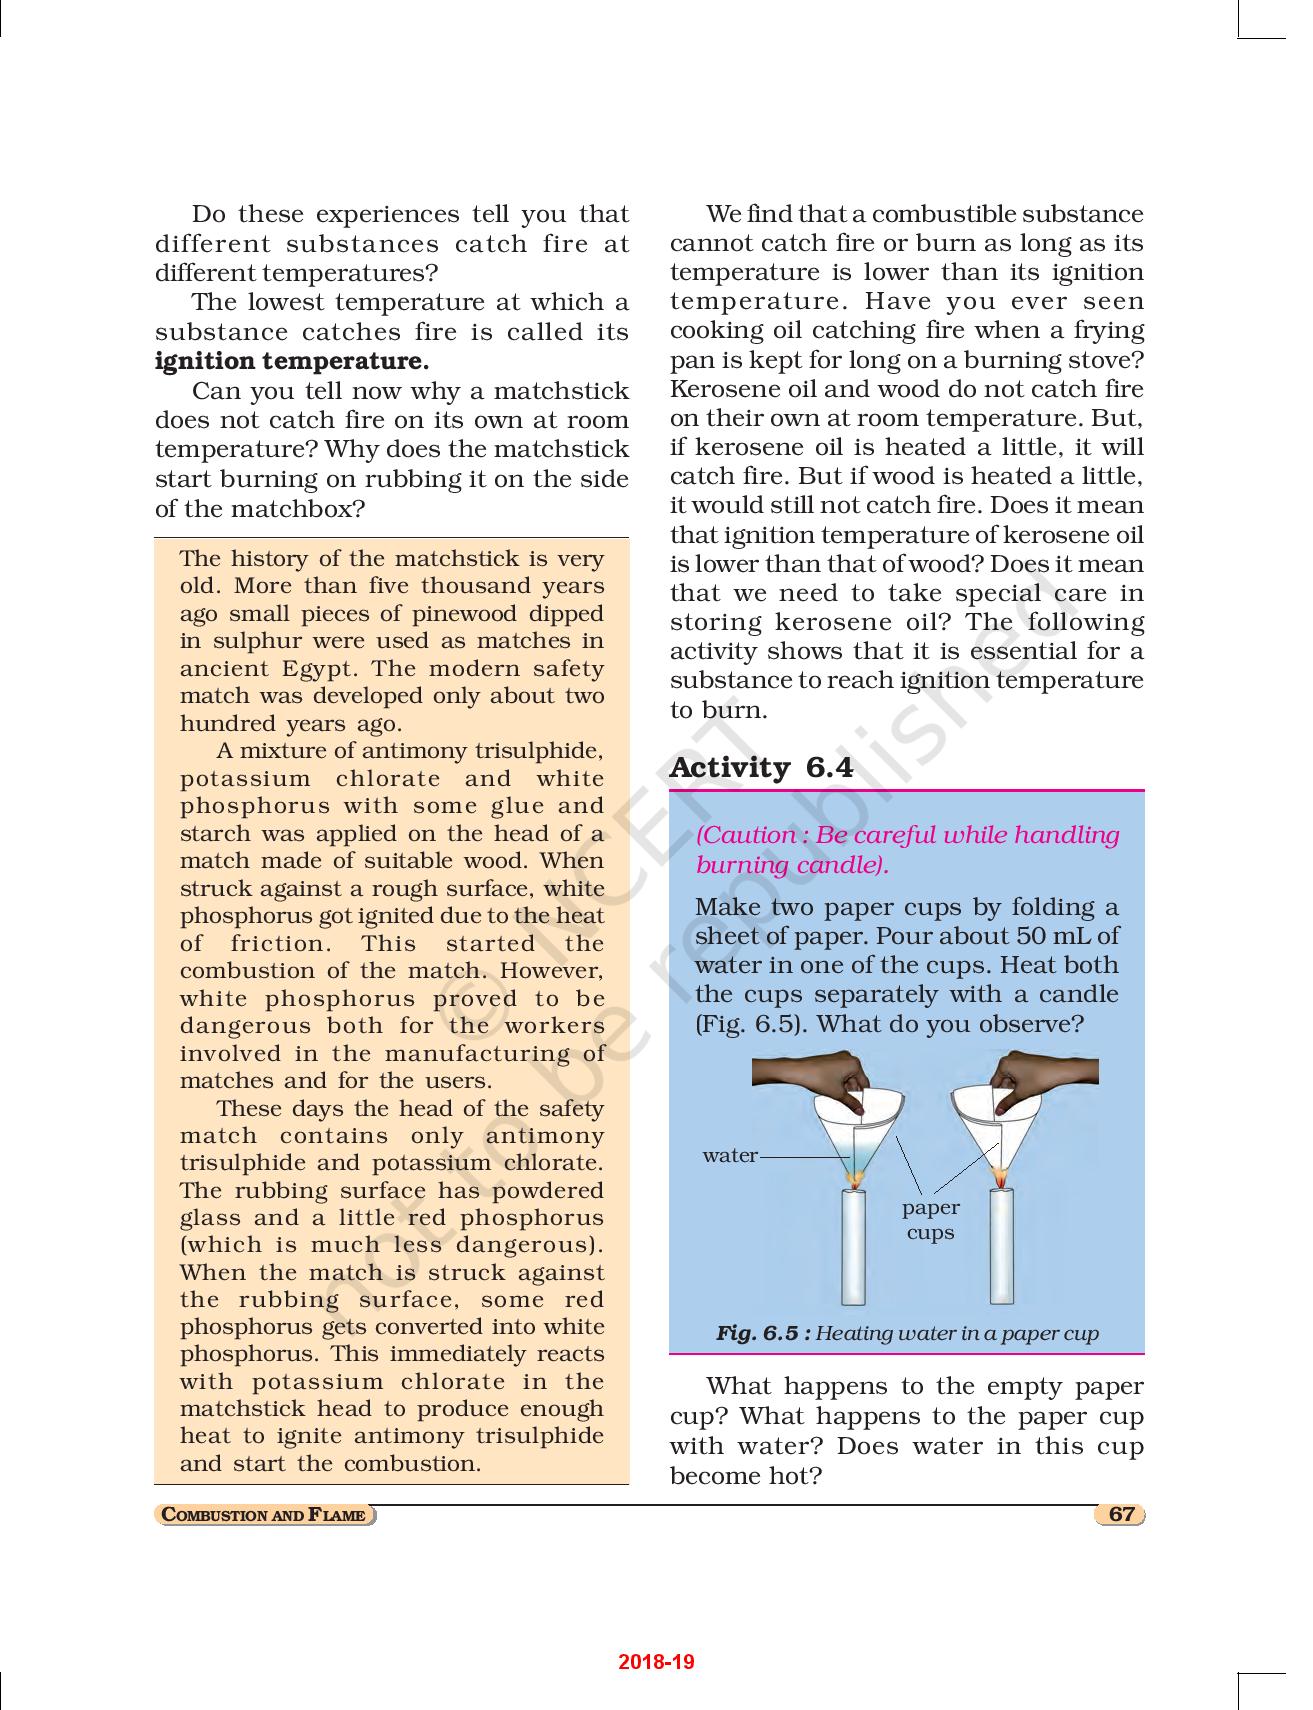 Do these experiences tell you that
different substances catch fire at
different temperatures?
The lowest temperature at which a
substance catches fire is called its
ignition temperature.
Can you tell now why a matchstick
does not catch fire on its own at room
temperature? Why does the matchstick
start burning on rubbing it on the side
of the matchbox?
The history of the matchstick is very
old. More than five thousand years
ago small pieces of pinewood dipped
in sulphur were used as matches in
ancient Egypt. The modern safety
match was developed only about two
hundred years ago.
A mixture of antimony trisulphide,
potassium chlorate and white
phosphorus with some glue and
starch was applied on the head of a
match made of suitable wood. When
struck against a rough surface, white
phosphorus got ignited due to the heat
of friction. This started the
combustion of the match. However,
white phosphorus proved to be
dangerous both for the workers
involved in the manufacturing of
matches and for the users.
These days the head of the safety
match contains only antimony
trisulphide and potassium chlorate.
The rubbing surface has powdered
glass and a little red phosphorus
(which is much less dangerous).
When the match is struck against
the rubbing surface, some red
phosphorus gets converted into white
phosphorus. This immediately reacts
with potassium chlorate in the
matchstick head to produce enough
heat to ignite antimony trisulphide
and start the combustion.
We find that a combustible substance
cannot catch fire or burn as long as its
temperature is lower than its ignition
temperature. Have you ever seen
cooking oil catching fire when a frying
pan is kept for long on a burning stove?
Kerosene oil and wood do not catch fire
on their own at room temperature. But,
if kerosene oil is heated a little, it will
catch fire. But if wood is heated a little,
it would still not catch fire. Does it mean
that ignition temperature of kerosene oil
is lower than that of wood? Does it mean
that we need to take special care in
storing kerosene oil? The following
activity shows that it is essential for a
substance to reach ignition temperature
to burn.
Activity 6.4
(Caution : Be careful while handling
burning candle).
Make two paper cups by folding a
sheet of paper. Pour about 50 mL of
water in one of the cups. Heat both
the cups separately with a candle
(Fig. 6.5). What do you observe?
water
paper
cups
Fig. 6.5 : Heating water in a paper cup
What happens to the empty paper
cup? What happens to the paper cup
with water? Does water in this cup
become hot?
COMBUSTION AND FLAME
67
© NCERT
not to be republished
2018-19